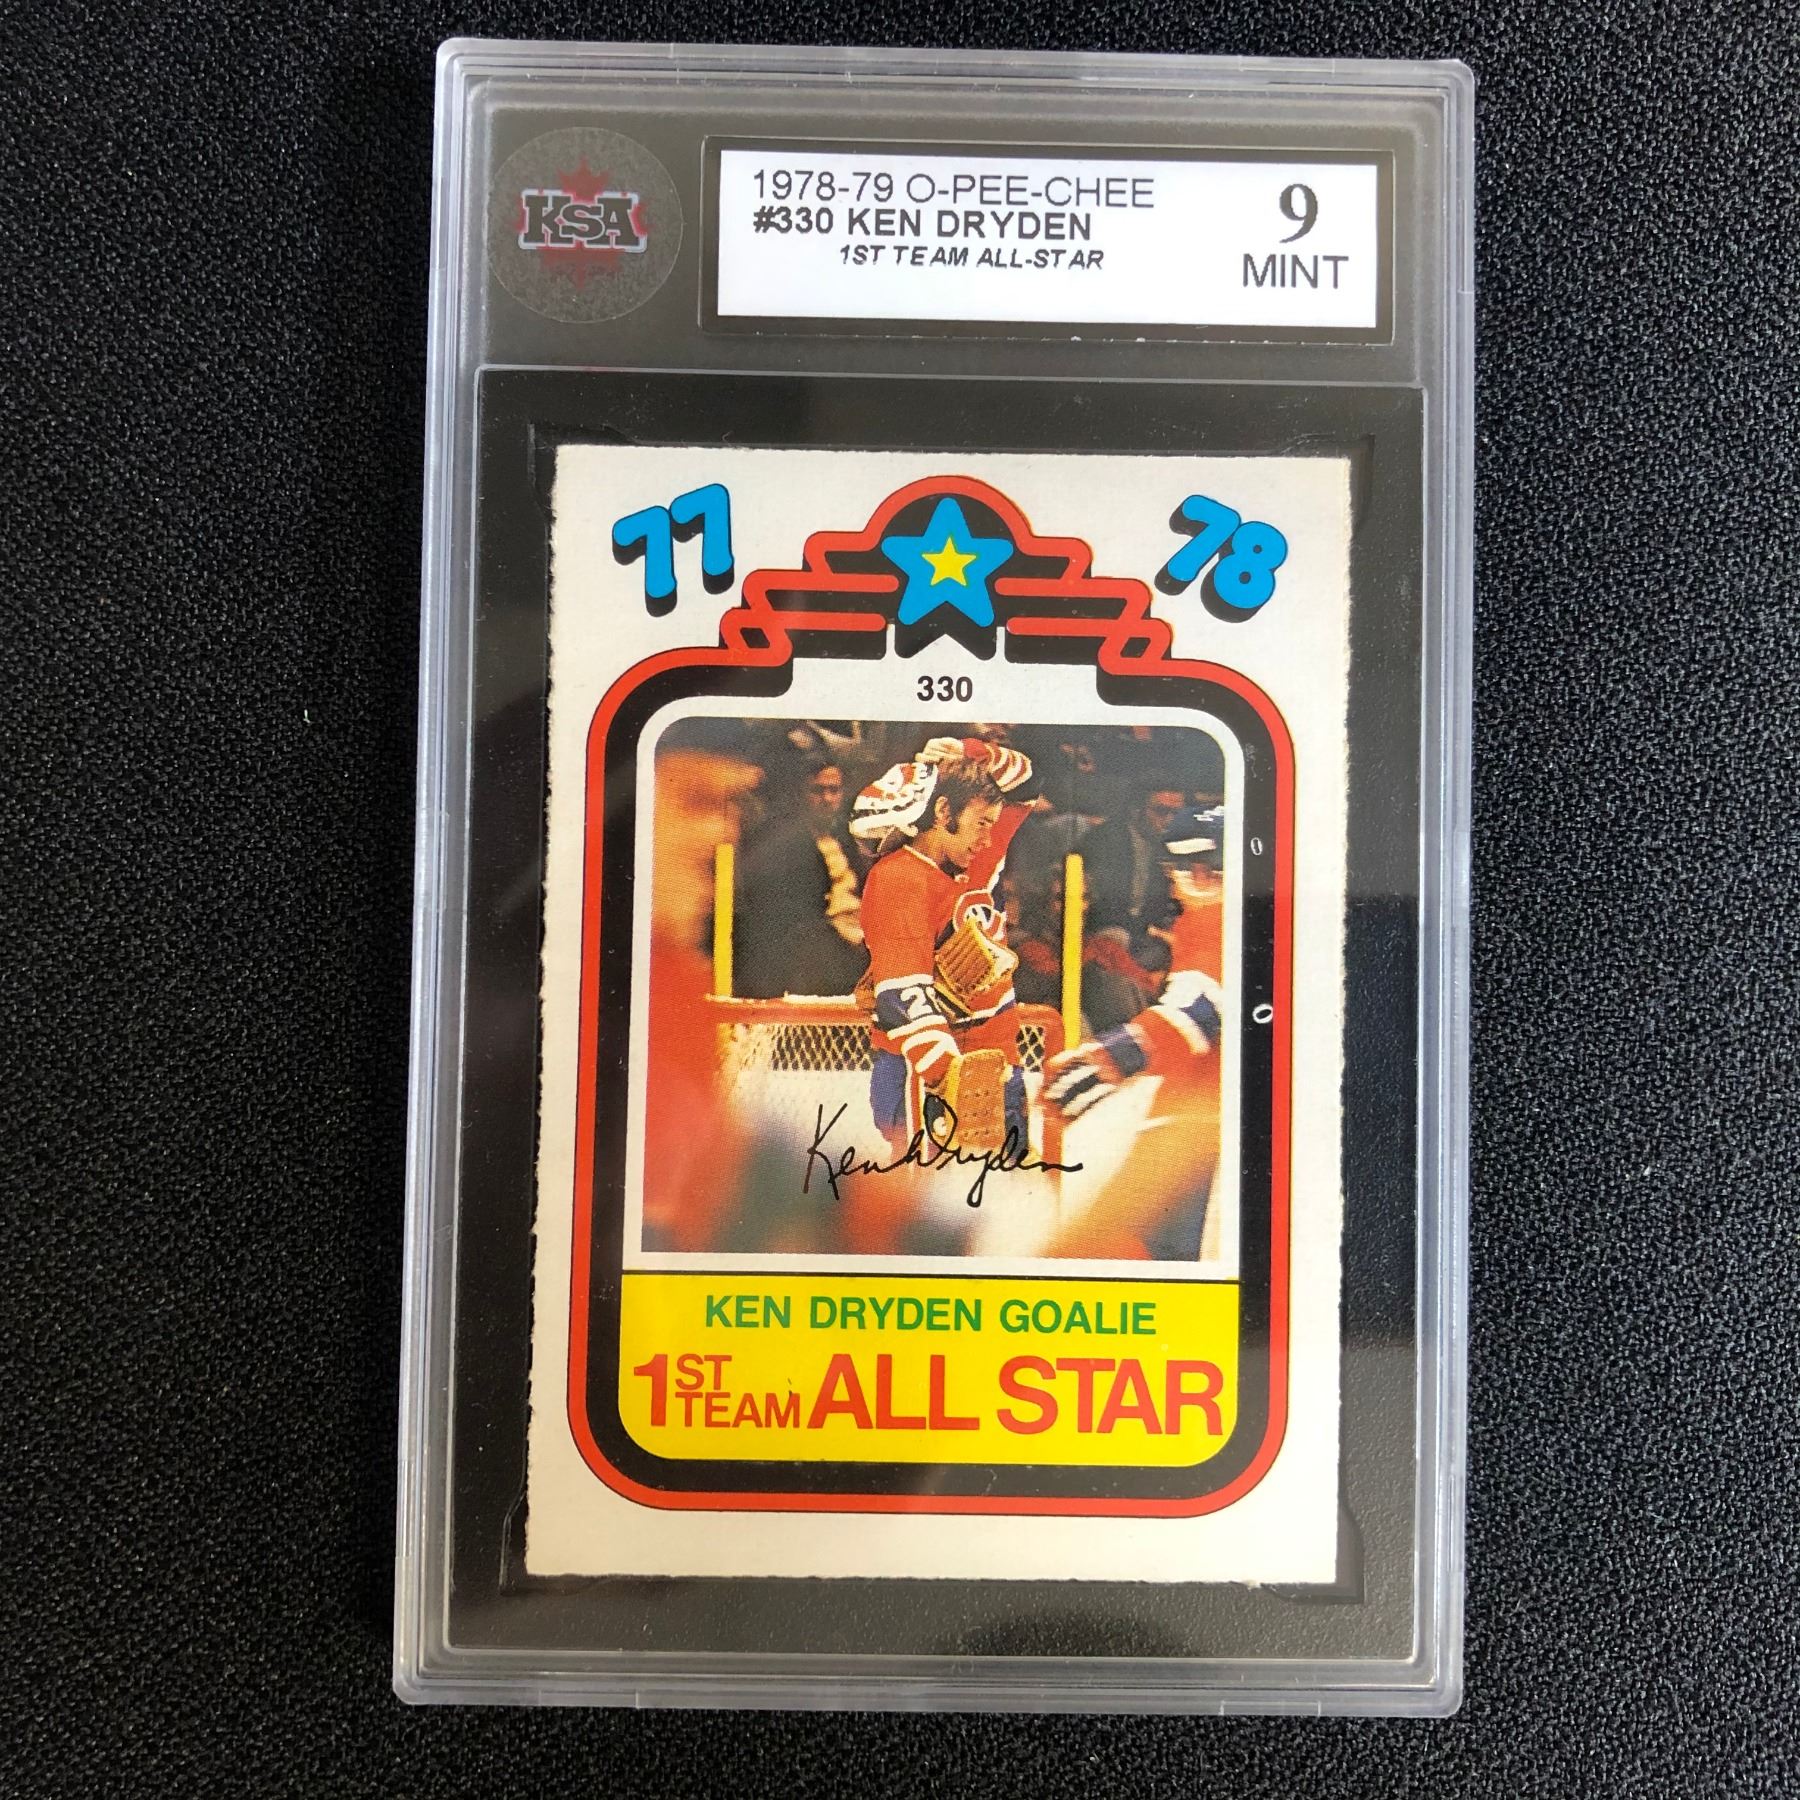 KSA
1978-79 O-PEE-CHEE
#330 KEN DRYDEN
1ST TEAM ALL-STAR
9
MINT
77
78
330
2
Ken Dryden
KEN DRYDEN GOALIE
1ST TEAM ALL STAR